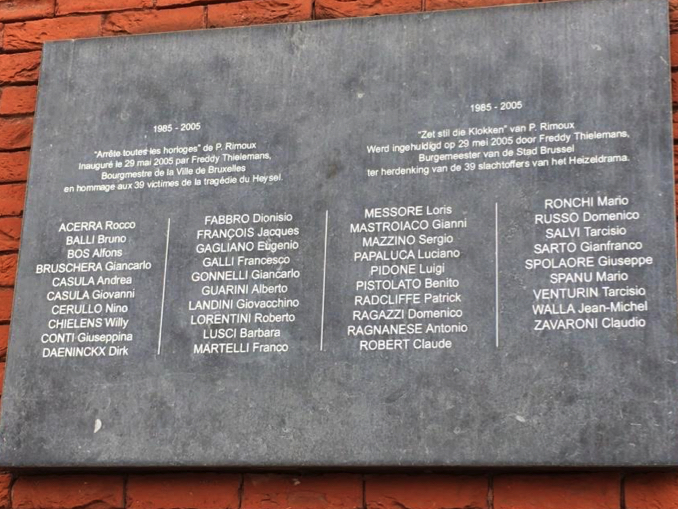 1985 - 2005
"Arrête toutes les horloges" de P. Rimoux
Inauguré le 29 mai 2005 par Freddy Thielemans,
Bourgmestre de la Ville de Bruxelles
en hommage aux 39 victimes de la tragédie du Heysel.
1985 - 2005
"Zet stil die Klokken" van P. Rimoux
Werd ingehuldigd op 29 mei 2005 door Freddy Thielemans,
Burgemeester van de Stad Brussel
ter herdenking van de 39 slachtoffers van het Heizeldrama.
ACERRA Rocco
BALLI Bruno
BOS Alfons
BRUSCHERA Giancarlo
CASULA Andrea
CASULA Giovanni
CERULLO Nino
CHIELENS Willy
CONTI Giuseppina
DAENINCKX Dirk
FABBRO Dionisio
FRANÇOIS Jacques
GAGLIANO Eugenio
GALLI Francesco
GONNELLI Giancarlo
GUARINI Alberto
LANDINI Giovacchino
LORENTINI Roberto
LUSCI Barbara
MARTELLI Franco
MESSORE Loris
MASTROIACO Gianni
MAZZINO Sergio
PAPALUCA Luciano
PIDONE Luigi
PISTOLATO Benito
RADCLIFFE Patrick
RAGAZZI Domenico
RAGNANESE Antonio
ROBERT Claude
RONCHI Mario
RUSSO Domenico
SALVI Tarcisio
SARTO Gianfranco
SPOLAORE Giuseppe
SPANU Mario
VENTURIN Tarcisio
WALLA Jean-Michel
ZAVARONI Claudio